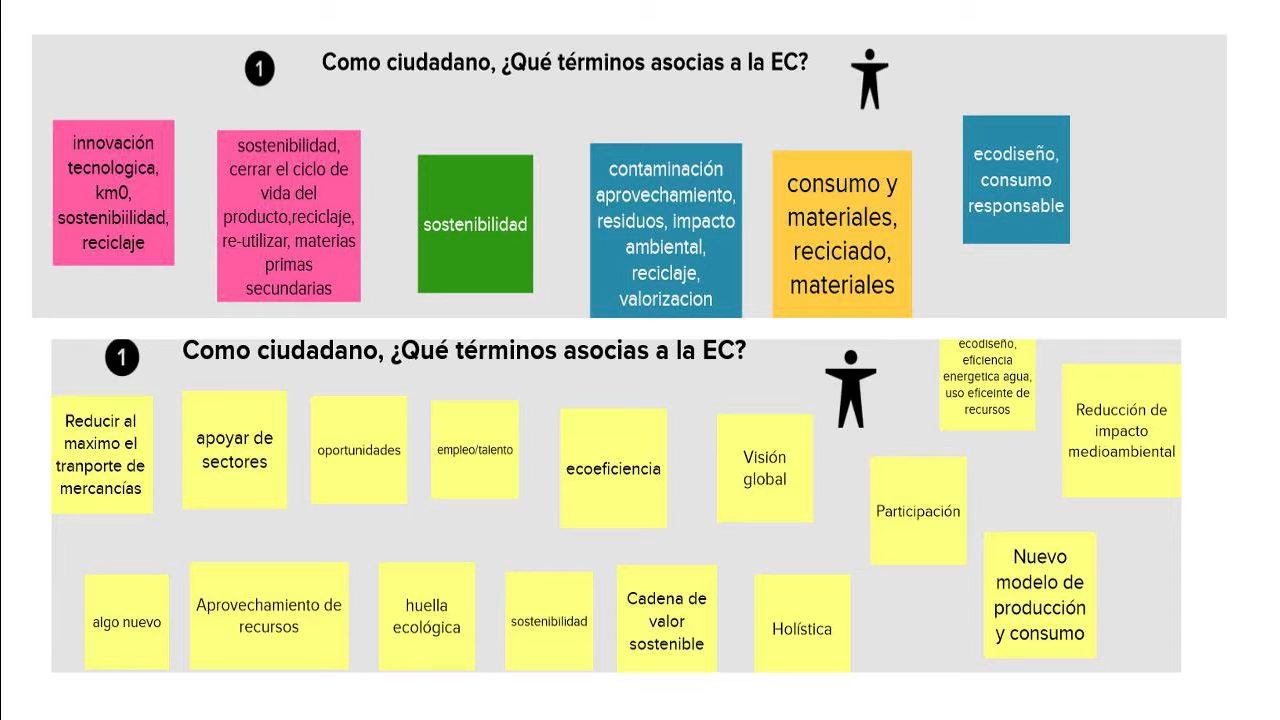 1
Como ciudadano, ¿Qué términos asocias a la EC?
innovación
tecnologica,
km0,
sostenibiilidad,
reciclaje
sostenibilidad,
cerrar el ciclo de
vida del
producto,reciclaje,
re-utilizar, materias
primas
secundarias
sostenibilidad
contaminación
aprovechamiento,
residuos, impacto
ambiental,
reciclaje,
valorizacion
consumo y
materiales,
reciciado,
materiales
ecodiseño,
consumo
responsable
1
Como ciudadano, ¿Qué términos asocias a la EC?
Reducir al
maximo el
tranporte de
mercancías
apoyar de
sectores
oportunidades
empleo/talento
ecoeficiencia
Visión
global
Participación
ecodiseño,
eficiencia
energetica agua,
uso eficeinte de
recursos
Reducción de
impacto
medioambiental
algo nuevo
Aprovechamiento de
recursos
huella
ecológica
sostenibilidad
Cadena de
valor
sostenible
Holística
Nuevo
modelo de
producción
y consumo